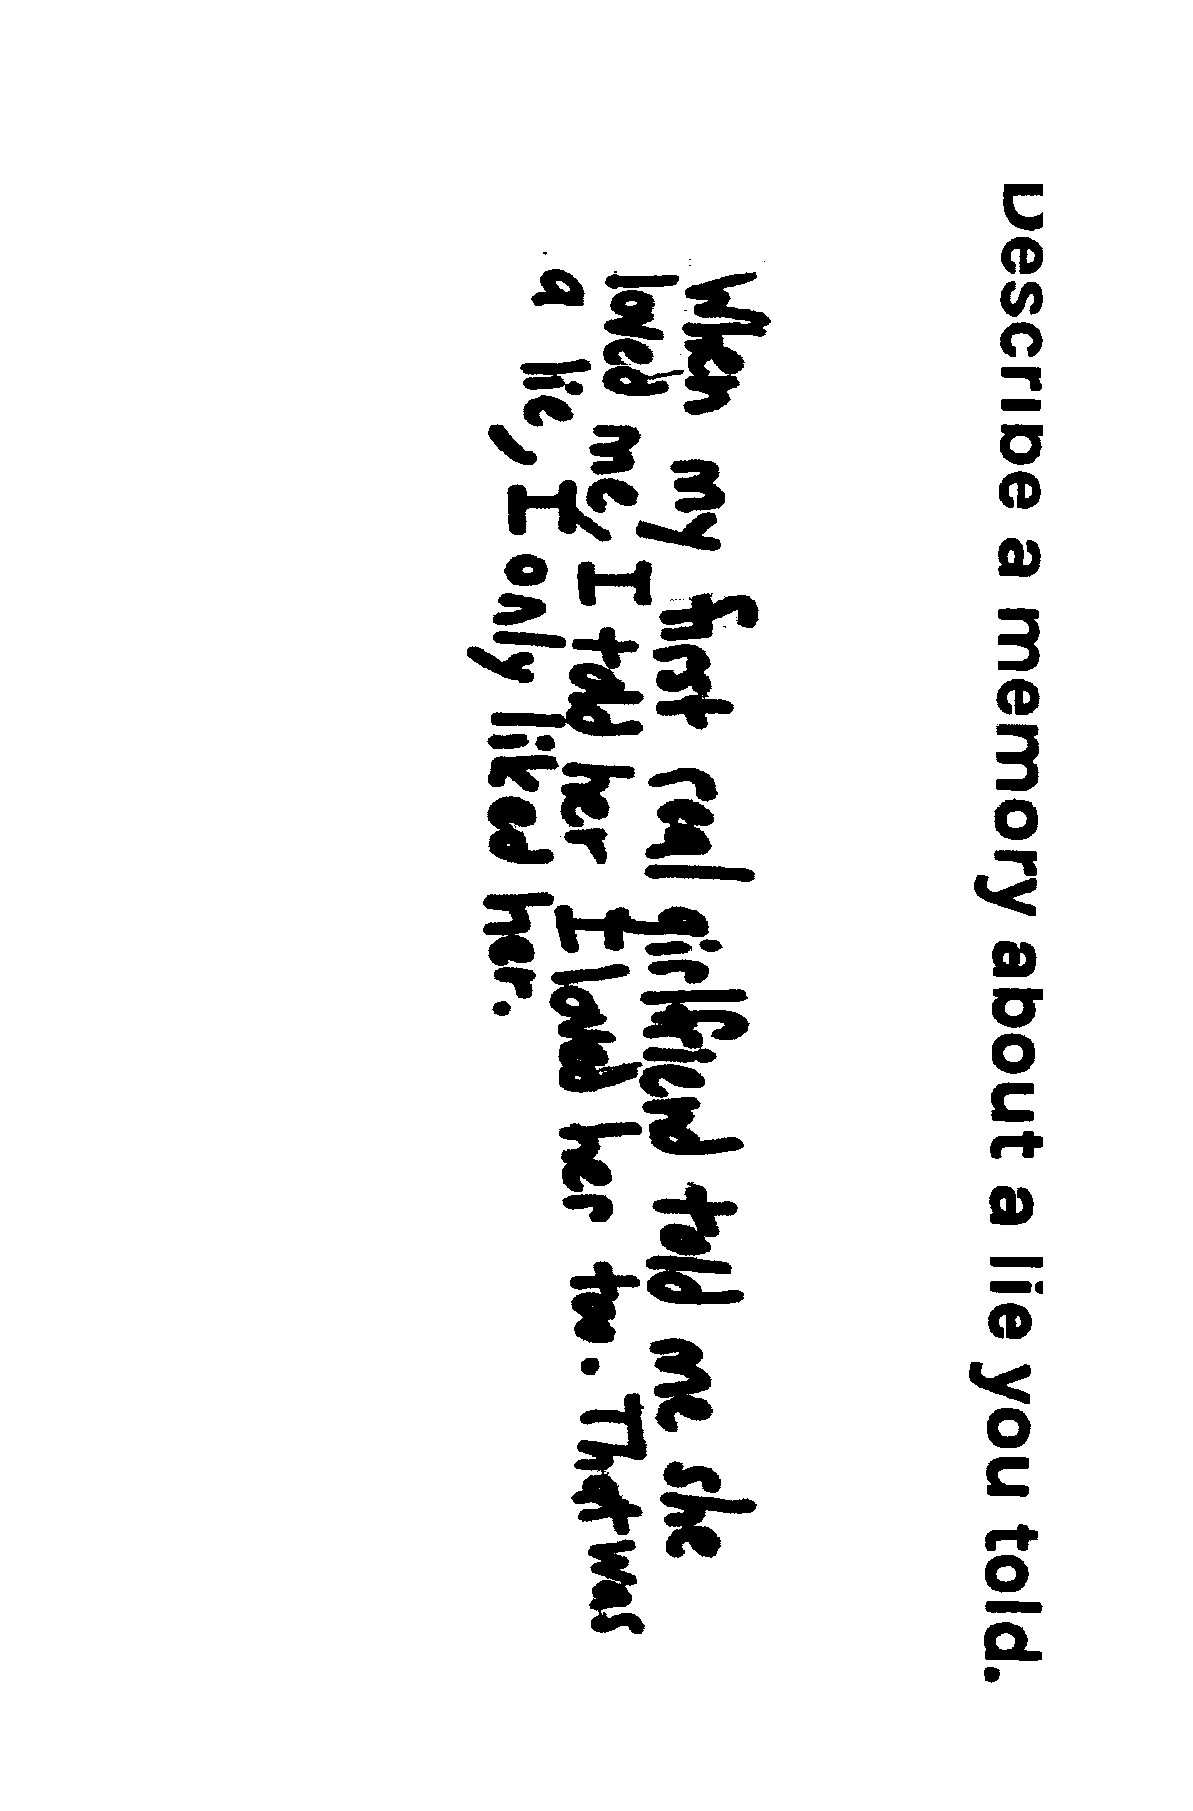 Describe a memory about a lie you told.
When my first real girlfriend told me she
loved me, I told her I loved her too. That was
a lie, I only liked her.